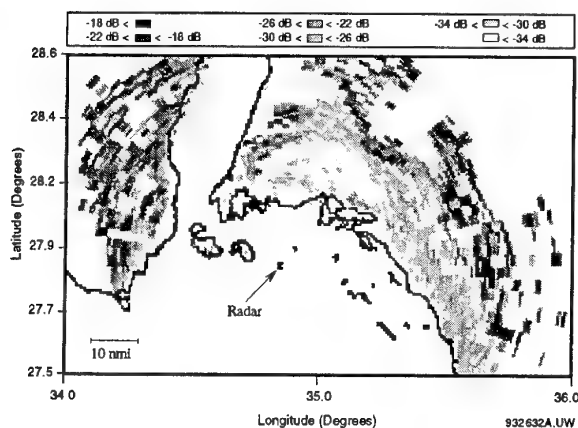 -18 dB < -26 dB < < -22 dB -34 dB < < -30 dB
-22 dB < < -18 dB -30 dB < < -26 dB < -34 dB
28.6
28.4
28.2
27.9
27.7
27.5
Latitude (Degrees)
Radar
10 nmi
34.0 35.0 36.0
Longitude (Degrees)
932632A.UW